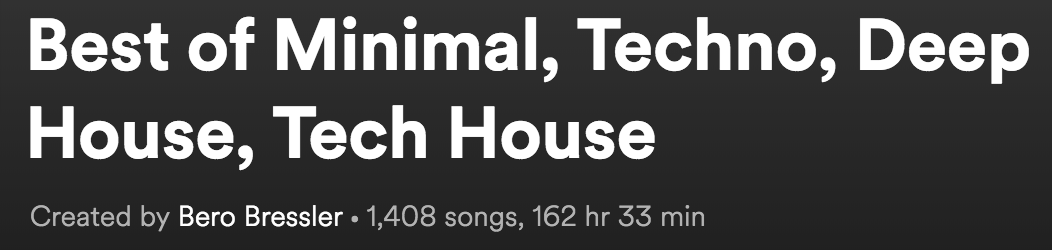 Best of Minimal, Techno, Deep
House, Tech House
Created by Bero Bressler • 1,408 songs, 162 hr 33 min